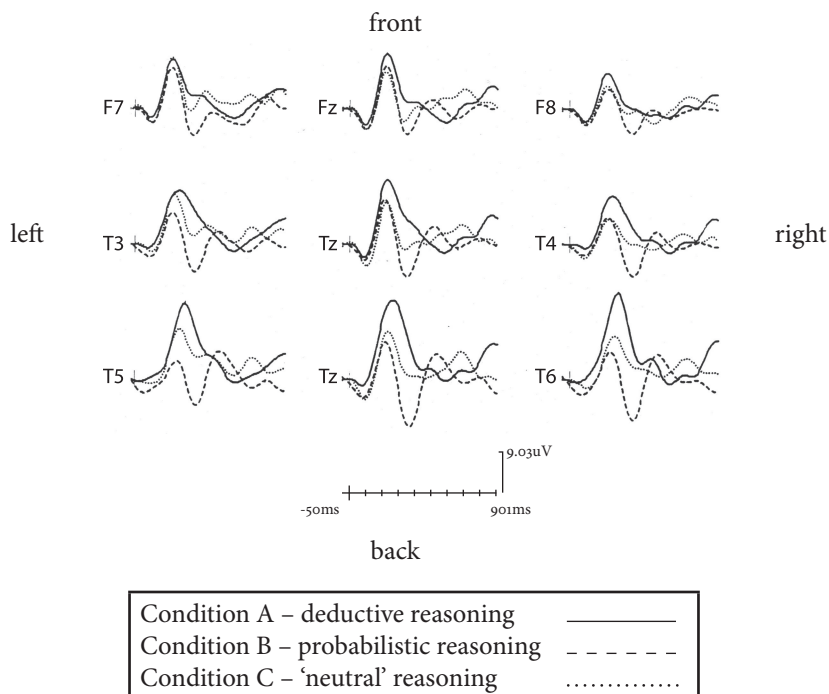 front
F7 Fz F8
left T3 Tz T4 right
T5 Tz T6
9.03uV
-50ms 901ms
back
Condition A – deductive reasoning
Condition B – probabilistic reasoning
Condition C – ‘neutral’ reasoning